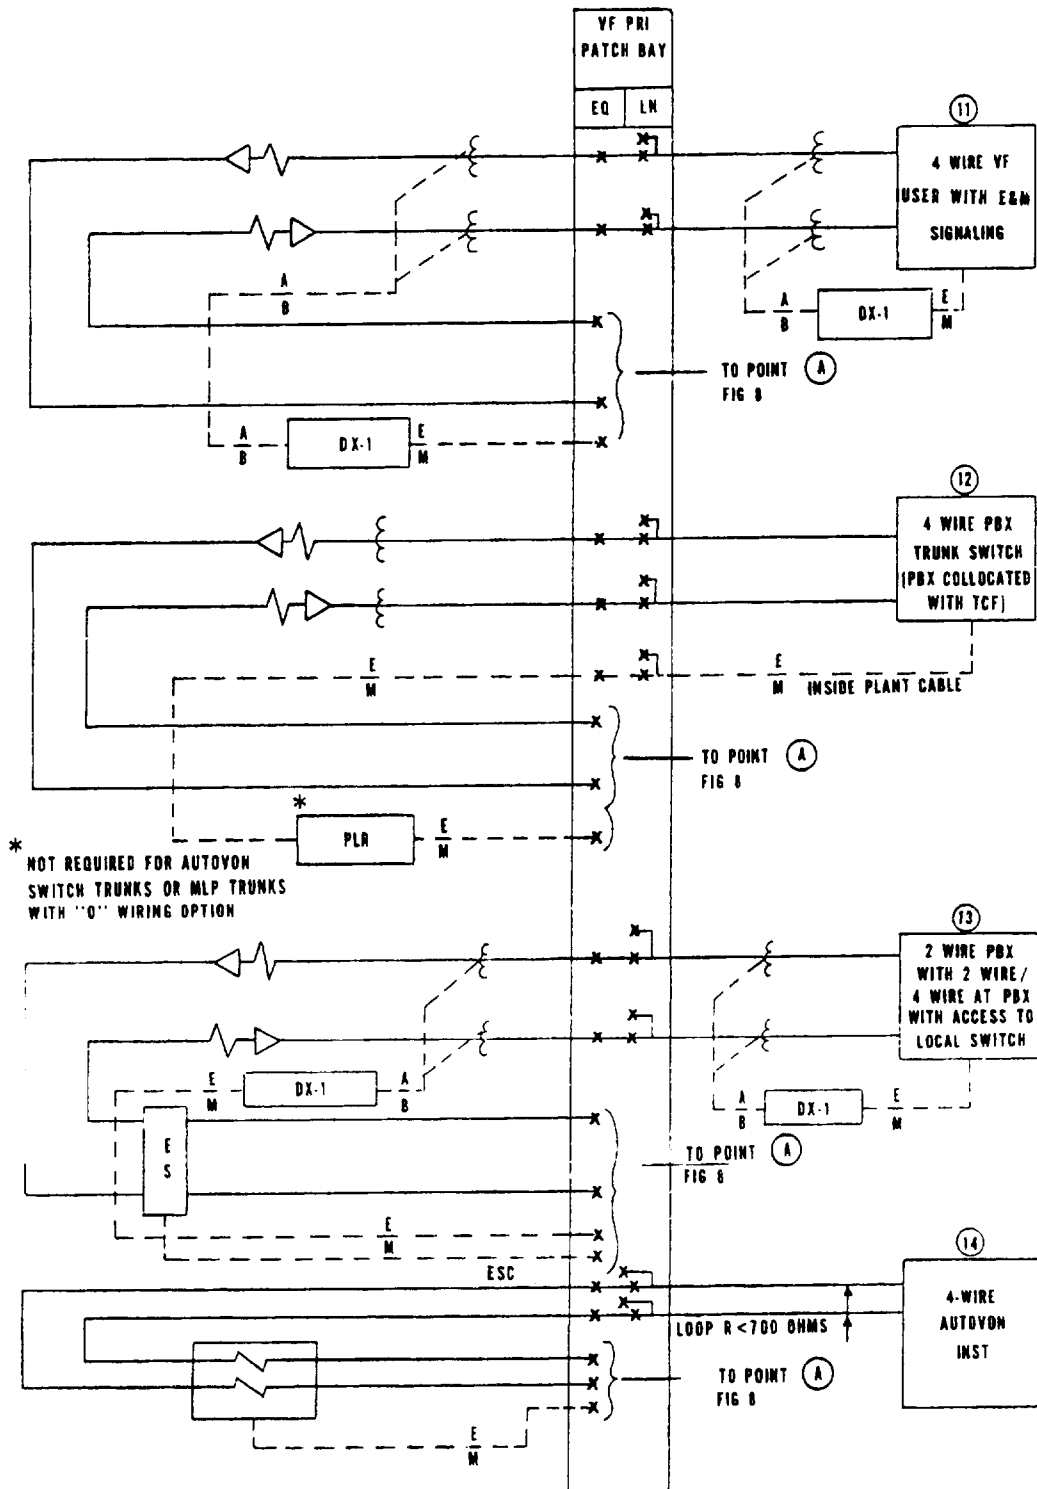 VF PRI
PATCH BAY
EQ LN
11
4 WIRE VF
USER WITH E&M
SIGNALING
A
B
A
B
DX-1
E
M
TO POINT A
FIG 8
A
B
DX-1
E
M
12
4 WIRE PBX
TRUNK SWITCH
(PBX COLLOCATED
WITH TCF)
E
M
E
M INSIDE PLANT CABLE
TO POINT A
FIG 8
*
PLR
E
M
* NOT REQUIRED FOR AUTOVON
SWITCH TRUNKS OR MLP TRUNKS
WITH "O" WIRING OPTION
13
2 WIRE PBX
WITH 2 WIRE/
4 WIRE AT PBX
WITH ACCESS TO
LOCAL SWITCH
E
M
DX-1
A
B
A
B
DX-1
E
M
E
S
TO POINT A
FIG 8
E
M
ESC
14
4-WIRE
AUTOVON
INST
LOOP R <700 OHMS
TO POINT A
FIG 8
E
M